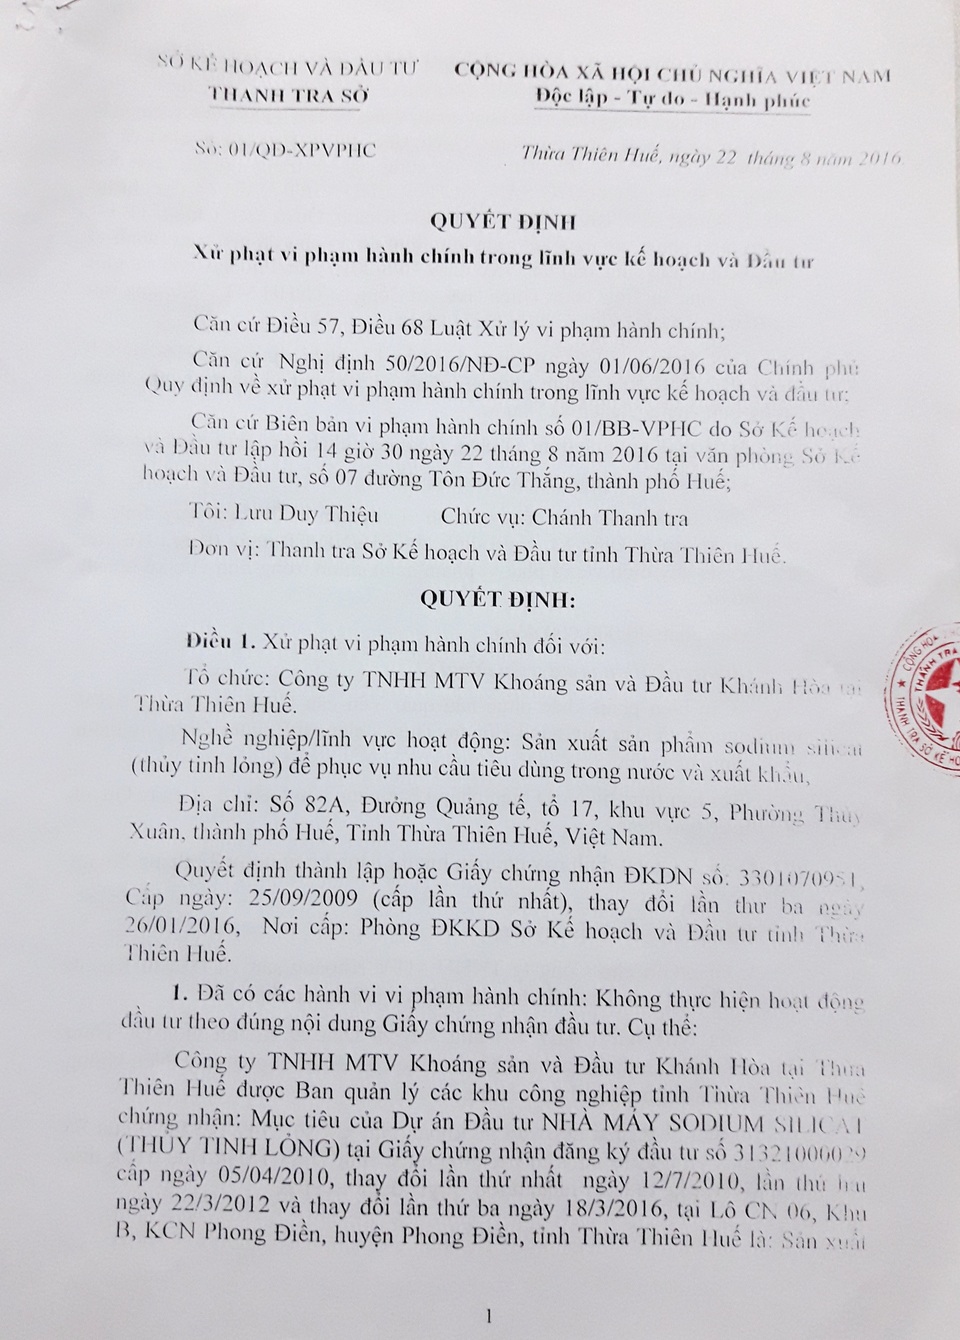 SỞ KẾ HOẠCH VÀ ĐẦU TƯ
THANH TRA SỞ
CỘNG HÒA XÃ HỘI CHỦ NGHĨA VIỆT NAM
Độc lập - Tự do - Hạnh phúc
Số: 01/QĐ-XPVPHC
Thừa Thiên Huế, ngày 22 tháng 8 năm 2016
QUYẾT ĐỊNH
Xử phạt vi phạm hành chính trong lĩnh vực kế hoạch và Đầu tư
Căn cứ Điều 57, Điều 68 Luật Xử lý vi phạm hành chính;
Căn cứ Nghị định 50/2016/NĐ-CP ngày 01/06/2016 của Chính phủ
Quy định về xử phạt vi phạm hành chính trong lĩnh vực kế hoạch và đầu tư;
Căn cứ Biên bản vi phạm hành chính số 01/BB-VPHC do Sở Kế hoạch
và Đầu tư lập hồi 14 giờ 30 ngày 22 tháng 8 năm 2016 tại văn phòng Sở Kế
hoạch và Đầu tư, số 07 đường Tôn Đức Thắng, thành phố Huế;
Tôi: Lưu Duy Thiệu Chức vụ: Chánh Thanh tra
Đơn vị: Thanh tra Sở Kế hoạch và Đầu tư tỉnh Thừa Thiên Huế.
QUYẾT ĐỊNH:
Điều 1. Xử phạt vi phạm hành chính đối với:
Tổ chức: Công ty TNHH MTV Khoáng sản và Đầu tư Khánh Hòa tại
Thừa Thiên Huế.
Nghề nghiệp/lĩnh vực hoạt động: Sản xuất sản phẩm sodium silicat
(thủy tinh lỏng) để phục vụ nhu cầu tiêu dùng trong nước và xuất khẩu,
Địa chỉ: Số 82A, Đưởng Quảng tế, tổ 17, khu vực 5, Phường Thủy
Xuân, thành phố Huế, Tỉnh Thừa Thiên Huế, Việt Nam.
Quyết định thành lập hoặc Giấy chứng nhận ĐKDN số: 3301070951,
Cấp ngày: 25/09/2009 (cấp lần thứ nhất), thay đổi lần thư ba ngày
26/01/2016, Nơi cấp: Phòng ĐKKD Sở Kế hoạch và Đầu tư tỉnh Thừa
Thiên Huế.
1. Đã có các hành vi vi phạm hành chính: Không thực hiện hoạt động
đầu tư theo đúng nội dung Giấy chứng nhận đầu tư. Cụ thể:
Công ty TNHH MTV Khoáng sản và Đầu tư Khánh Hòa tại Thừa
Thiên Huế được Ban quản lý các khu công nghiệp tỉnh Thừa Thiên Huế
chứng nhận: Mục tiêu của Dự án Đầu tư NHÀ MÁY SODIUM SILICAT
(THỦY TINH LỎNG) tại Giấy chứng nhận đăng ký đầu tư số 31321000029
cấp ngày 05/04/2010, thay đổi lần thứ nhất ngày 12/7/2010, lần thứ hai
ngày 22/3/2012 và thay đổi lần thứ ba ngày 18/3/2016, tại Lô CN 06, Khu
B, KCN Phong Điền, huyện Phong Điền, tỉnh Thừa Thiên Huế là: Sản xuất
1